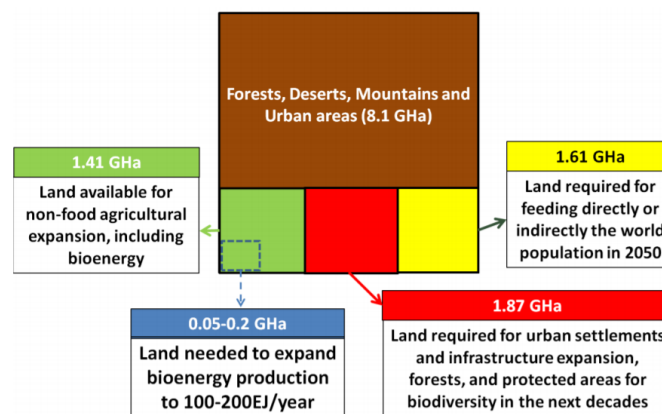 Forests, Deserts, Mountains and
Urban areas (8.1 GHa)
1.41 GHa
Land available for
non-food agricultural
expansion, including
bioenergy
1.61 GHa
Land required for
feeding directly or
indirectly the world
population in 2050
0.05-0.2 GHa
Land needed to expand
bioenergy production
to 100-200EJ/year
1.87 GHa
Land required for urban settlements
and infrastructure expansion,
forests, and protected areas for
biodiversity in the next decades